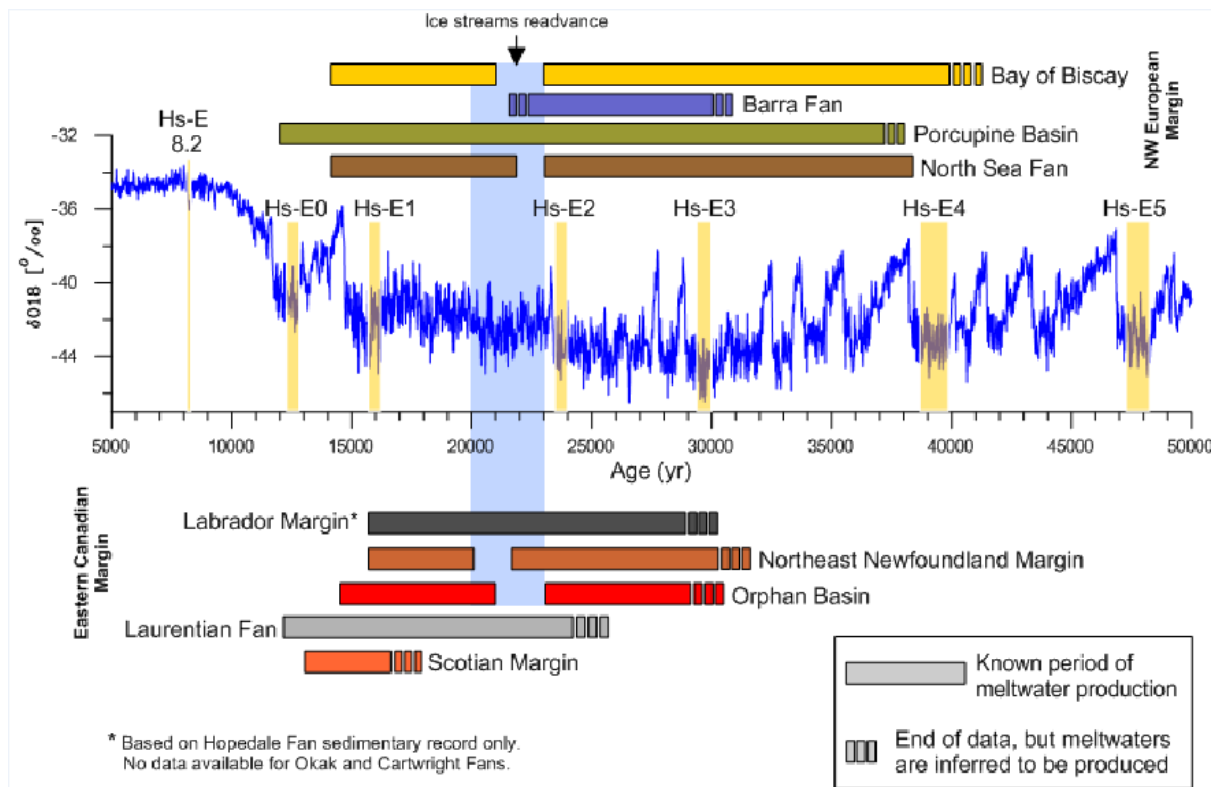 Ice streams readvance
Bay of Biscay
Barra Fan
Porcupine Basin
North Sea Fan
NW European
Margin
Hs-E
8.2
Hs-E0
Hs-E1
Hs-E2
Hs-E3
Hs-E4
Hs-E5
-32
-36
-40
-44
δO18 [o/oo]
5000
10000
15000
20000
25000
30000
35000
40000
45000
50000
Age (yr)
Eastern Canadian
Margin
Labrador Margin*
Northeast Newfoundland Margin
Orphan Basin
Laurentian Fan
Scotian Margin
Known period of
meltwater production
End of data, but meltwaters
are inferred to be produced
* Based on Hopedale Fan sedimentary record only.
No data available for Okak and Cartwright Fans.